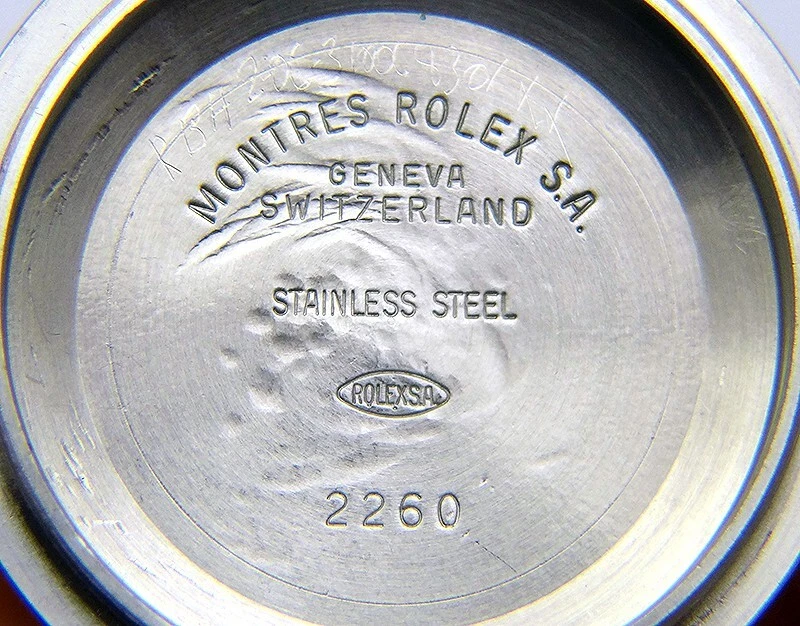 MONTRES ROLEX S.A.
GENEVA
SWITZERLAND
STAINLESS STEEL
ROLEX S.A.
2260